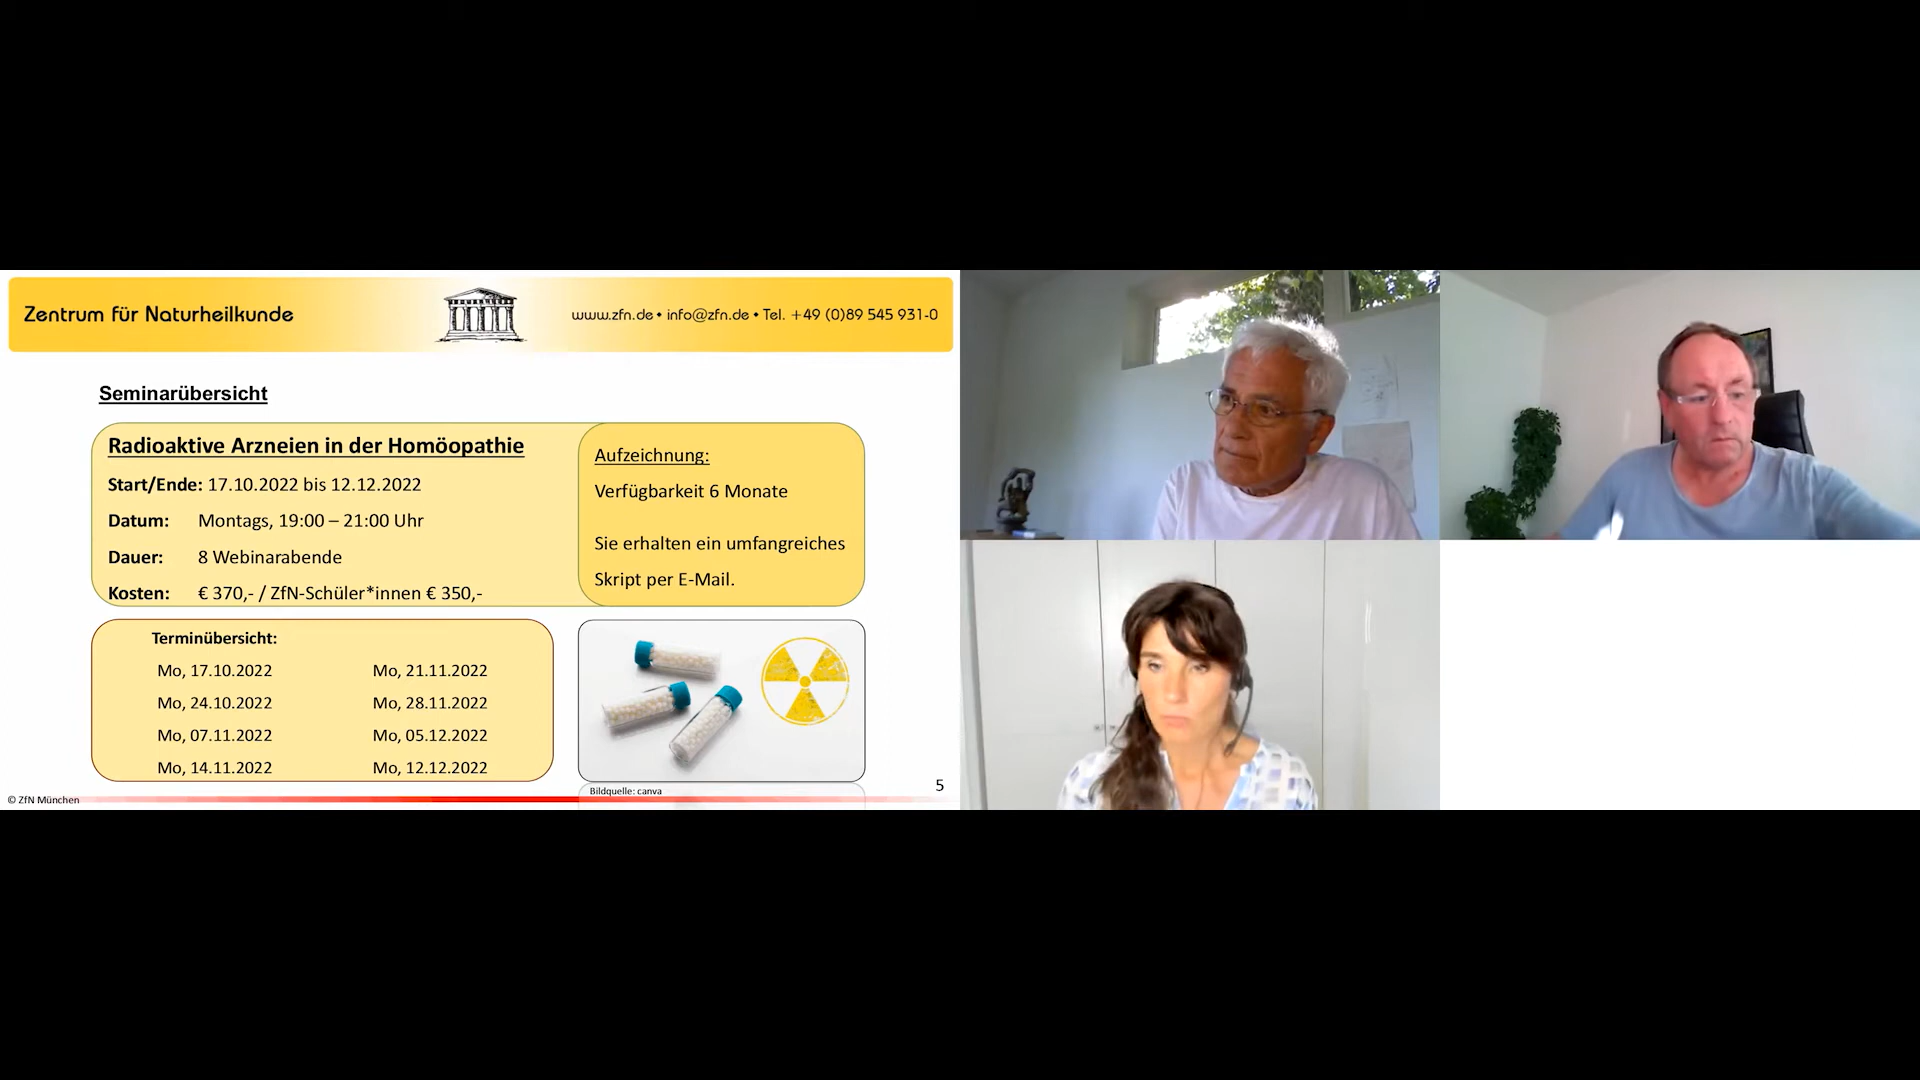 Zentrum für Naturheilkunde
www.zfn.de • info@zfn.de • Tel. +49 (0)89 545 931-0
Seminarübersicht
Radioaktive Arzneien in der Homöopathie
Start/Ende: 17.10.2022 bis 12.12.2022
Datum: Montags, 19:00 – 21:00 Uhr
Dauer: 8 Webinarabende
Kosten: € 370,- / ZfN-Schüler*innen € 350,-
Aufzeichnung:
Verfügbarkeit 6 Monate
Sie erhalten ein umfangreiches
Skript per E-Mail.
Terminübersicht:
Mo, 17.10.2022 Mo, 21.11.2022
Mo, 24.10.2022 Mo, 28.11.2022
Mo, 07.11.2022 Mo, 05.12.2022
Mo, 14.11.2022 Mo, 12.12.2022
Bildquelle: canva
5
© ZfN München